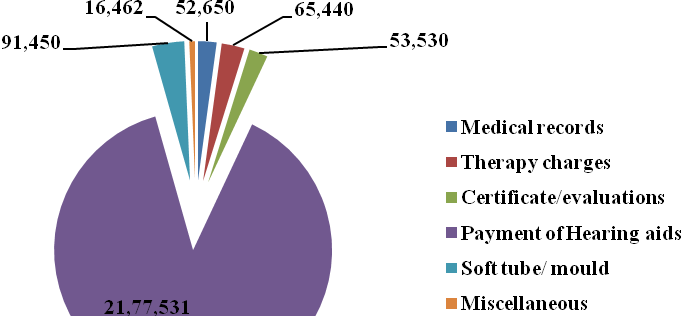 16,462
52,650
65,440
91,450
53,530
Medical records
Therapy charges
Certificate/evaluations
Payment of Hearing aids
Soft tube/ mould
Miscellaneous
21,77,531